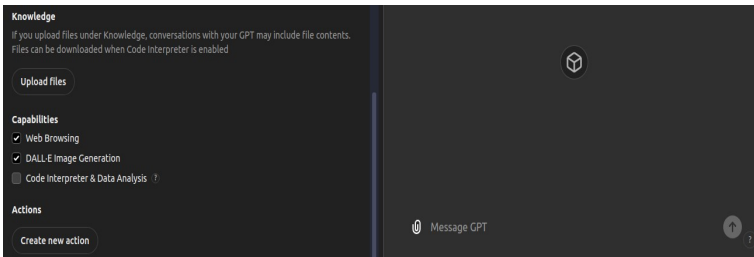 Knowledge
If you upload files under Knowledge, conversations with your GPT may include file contents.
Files can be downloaded when Code Interpreter is enabled
Upload files
Capabilities
Web Browsing
DALL·E Image Generation
Code Interpreter & Data Analysis ?
Actions
Create new action
Message GPT
?